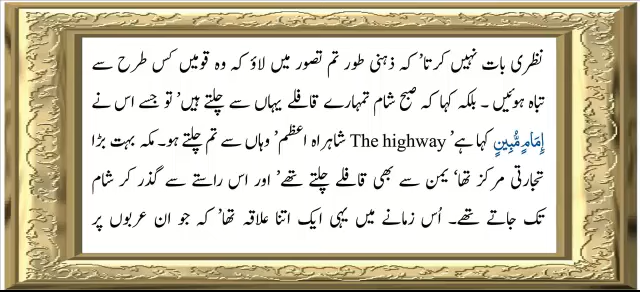 نظری بات نہیں کرتا’ کہ ذہنی طور تم تصور میں لاؤ کہ وہ قومیں کس طرح سے
تباہ ہوئیں ۔ بلکہ کہا کہ صبح شام تمہارے قافلے یہاں سے چلتے ہیں’ تو جسے اس نے
إِمَامٍ مُّبِينٍ کہا ہے’ The highway شاہراہ اعظم’ وہاں سے تم چلتے ہو۔ مکہ بہت بڑا
تجارتی مرکز تھا‘ یمن سے بھی قافلے چلتے تھے’ اور اس راستے سے گذر کر شام
تک جاتے تھے۔ اُس زمانے میں یہی ایک اتنا علاقہ تھا’ کہ جو ان عربوں پر